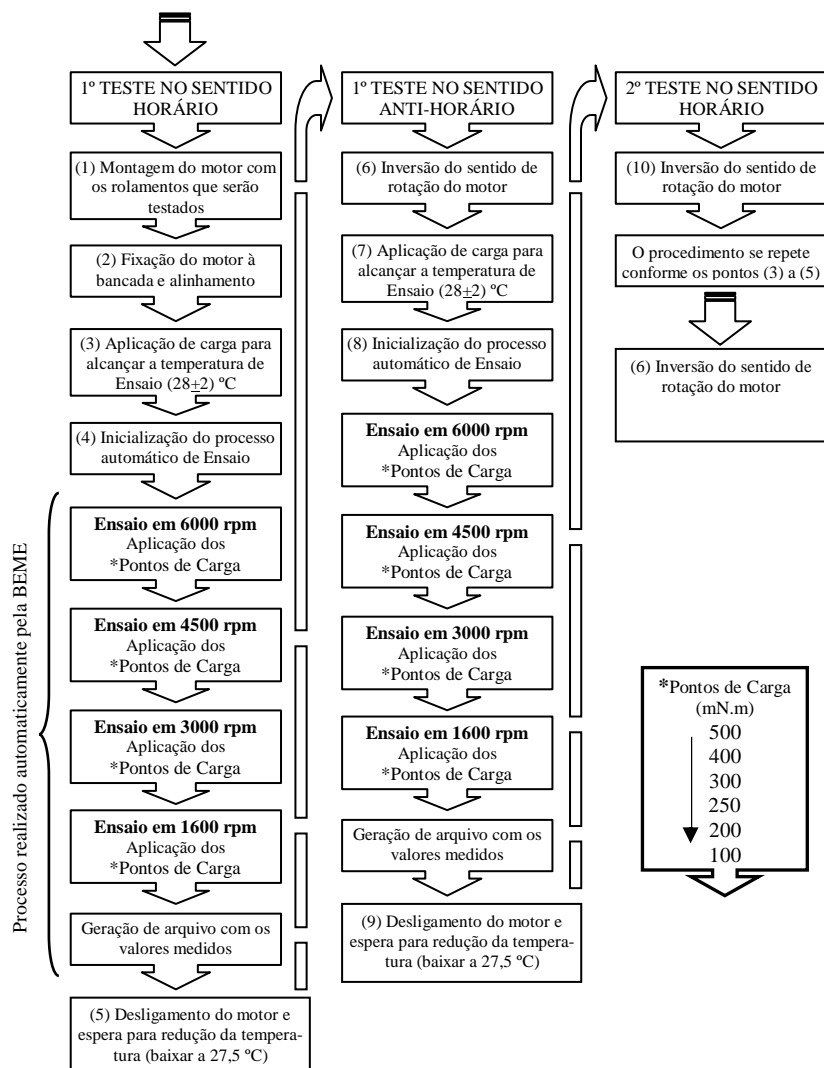 1º TESTE NO SENTIDO
HORÁRIO
(1) Montagem do motor com
os rolamentos que serão
testados
(2) Fixação do motor à
bancada e alinhamento
(3) Aplicação de carga para
alcançar a temperatura de
Ensaio (28±2) ºC
(4) Inicialização do processo
automático de Ensaio
Processo realizado automaticamente pela BEME
Ensaio em 6000 rpm
Aplicação dos
*Pontos de Carga
Ensaio em 4500 rpm
Aplicação dos
*Pontos de Carga
Ensaio em 3000 rpm
Aplicação dos
*Pontos de Carga
Ensaio em 1600 rpm
Aplicação dos
*Pontos de Carga
Geração de arquivo com os
valores medidos
(5) Desligamento do motor e
espera para redução da tempera-
tura (baixar a 27,5 ºC)
1º TESTE NO SENTIDO
ANTI-HORÁRIO
(6) Inversão do sentido de
rotação do motor
(7) Aplicação de carga para
alcançar a temperatura de
Ensaio (28±2) ºC
(8) Inicialização do processo
automático de Ensaio
Ensaio em 6000 rpm
Aplicação dos
*Pontos de Carga
Ensaio em 4500 rpm
Aplicação dos
*Pontos de Carga
Ensaio em 3000 rpm
Aplicação dos
*Pontos de Carga
Ensaio em 1600 rpm
Aplicação dos
*Pontos de Carga
Geração de arquivo com os
valores medidos
(9) Desligamento do motor e
espera para redução da tempera-
tura (baixar a 27,5 ºC)
2º TESTE NO SENTIDO
HORÁRIO
(10) Inversão do sentido de
rotação do motor
O procedimento se repete
conforme os pontos (3) a (5)
(6) Inversão do sentido de
rotação do motor
*Pontos de Carga
(mN.m)
500
400
300
250
200
100